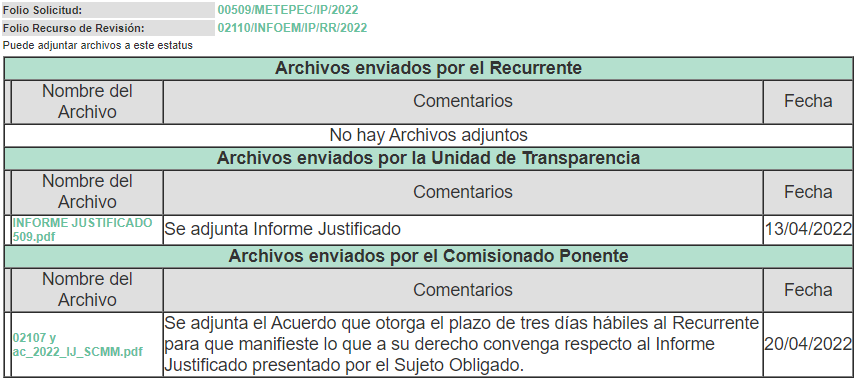 Folio Solicitud: 00509/METEPEC/IP/2022
Folio Recurso de Revisión: 02110/INFOEM/IP/RR/2022
Puede adjuntar archivos a este estatus
Archivos enviados por el Recurrente
Nombre del
Archivo
Comentarios
Fecha
No hay Archivos adjuntos
Archivos enviados por la Unidad de Transparencia
Nombre del
Archivo
Comentarios
Fecha
INFORME JUSTIFICADO
509.pdf
Se adjunta Informe Justificado
13/04/2022
Archivos enviados por el Comisionado Ponente
Nombre del
Archivo
Comentarios
Fecha
02107 y
ac_2022_IJ_SCMM.pdf
Se adjunta el Acuerdo que otorga el plazo de tres días hábiles al Recurrente
para que manifieste lo que a su derecho convenga respecto al Informe
Justificado presentado por el Sujeto Obligado.
20/04/2022